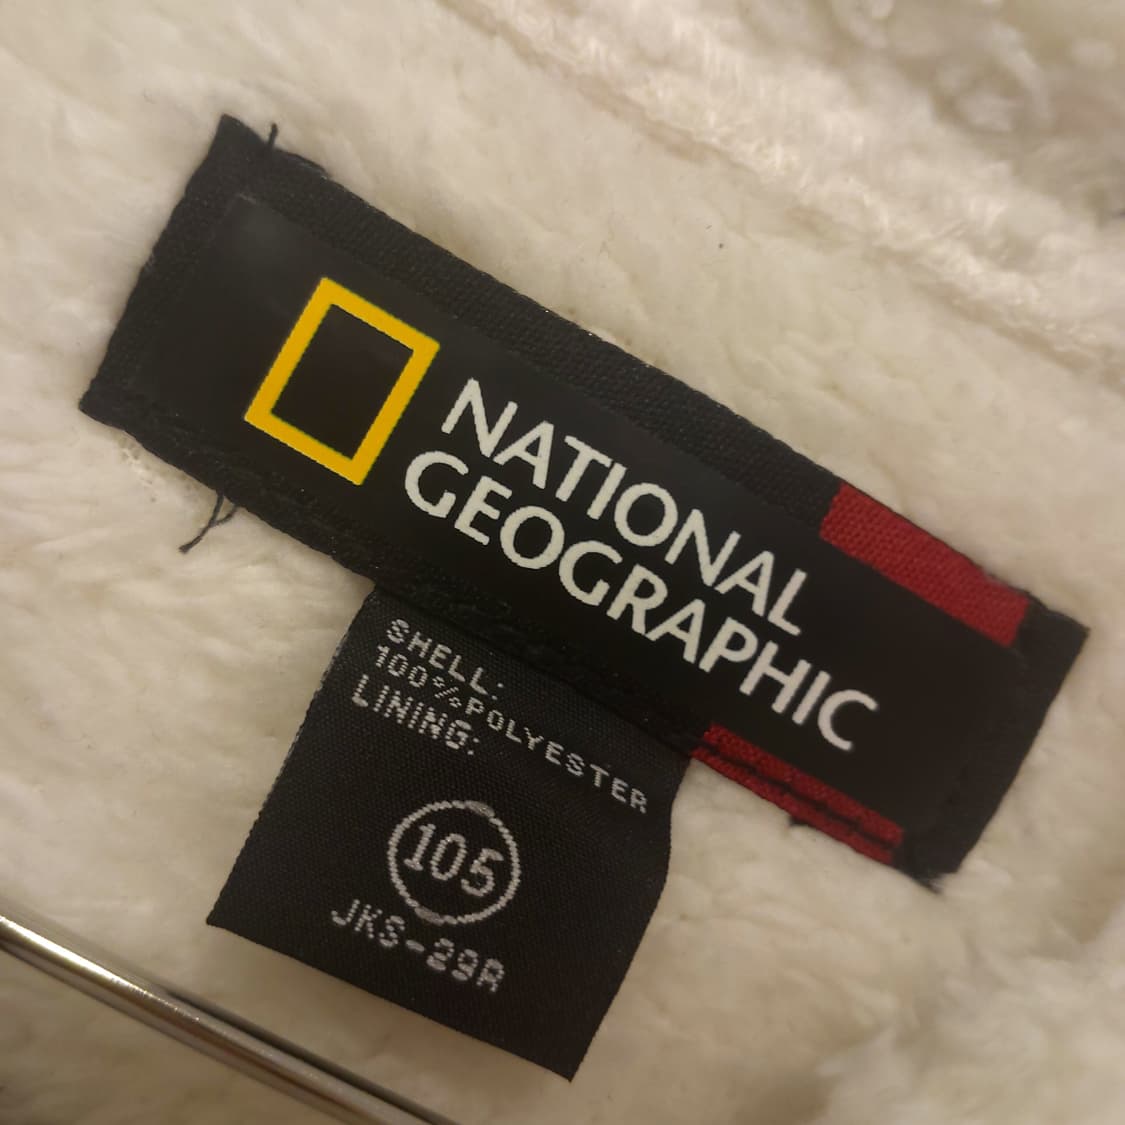 NATIONAL
GEOGRAPHIC
SHELL:
100%POLYESTER
LINING:
105
JKS-29R